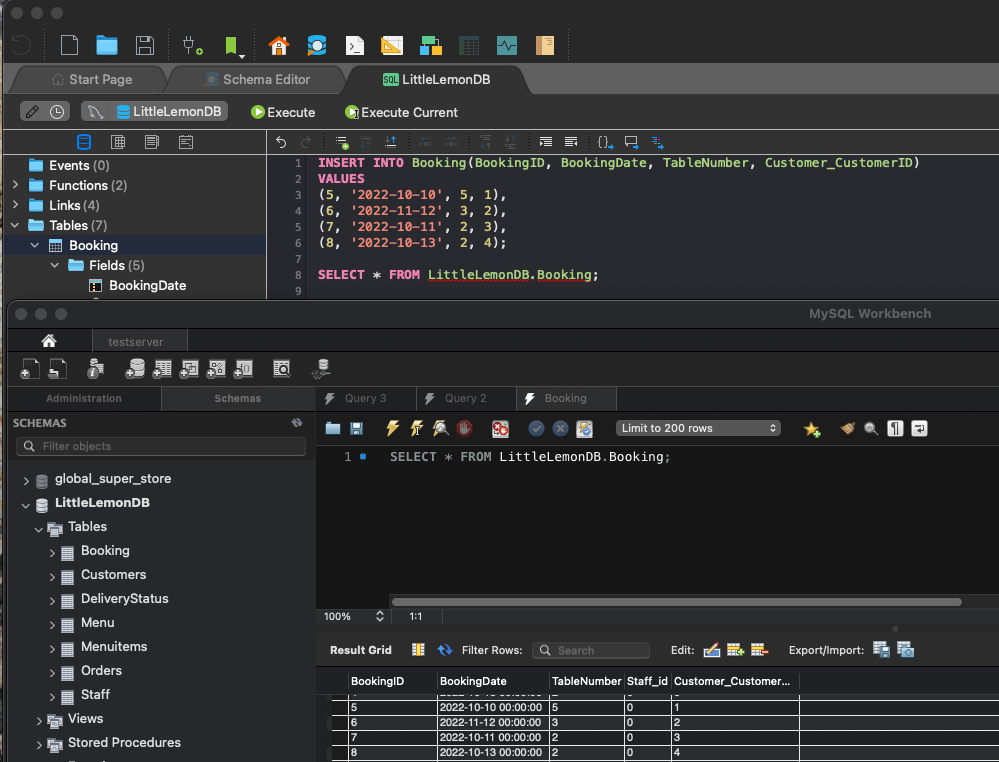 Start Page
Schema Editor
SQL LittleLemonDB
LittleLemonDB
Execute
Execute Current
Events (0)
Functions (2)
Links (4)
Tables (7)
Booking
Fields (5)
BookingDate
1 INSERT INTO Booking(BookingID, BookingDate, TableNumber, Customer_CustomerID)
2 VALUES
3 (5, '2022-10-10', 5, 1),
4 (6, '2022-11-12', 3, 2),
5 (7, '2022-10-11', 2, 3),
6 (8, '2022-10-13', 2, 4);
7
8 SELECT * FROM LittleLemonDB.Booking;
9
MySQL Workbench
testserver
Administration
Schemas
Query 3
Query 2
Booking
SCHEMAS
Filter objects
Limit to 200 rows
global_super_store
LittleLemonDB
Tables
Booking
Customers
DeliveryStatus
Menu
Menuitems
Orders
Staff
Views
Stored Procedures
1 SELECT * FROM LittleLemonDB.Booking;
100%
1:1
Result Grid
Filter Rows:
Search
Edit:
Export/Import:
BookingID BookingDate TableNumber Staff_id Customer_Customer...
5 2022-10-10 00:00:00 5 0 1
6 2022-11-12 00:00:00 3 0 2
7 2022-10-11 00:00:00 2 0 3
8 2022-10-13 00:00:00 2 0 4